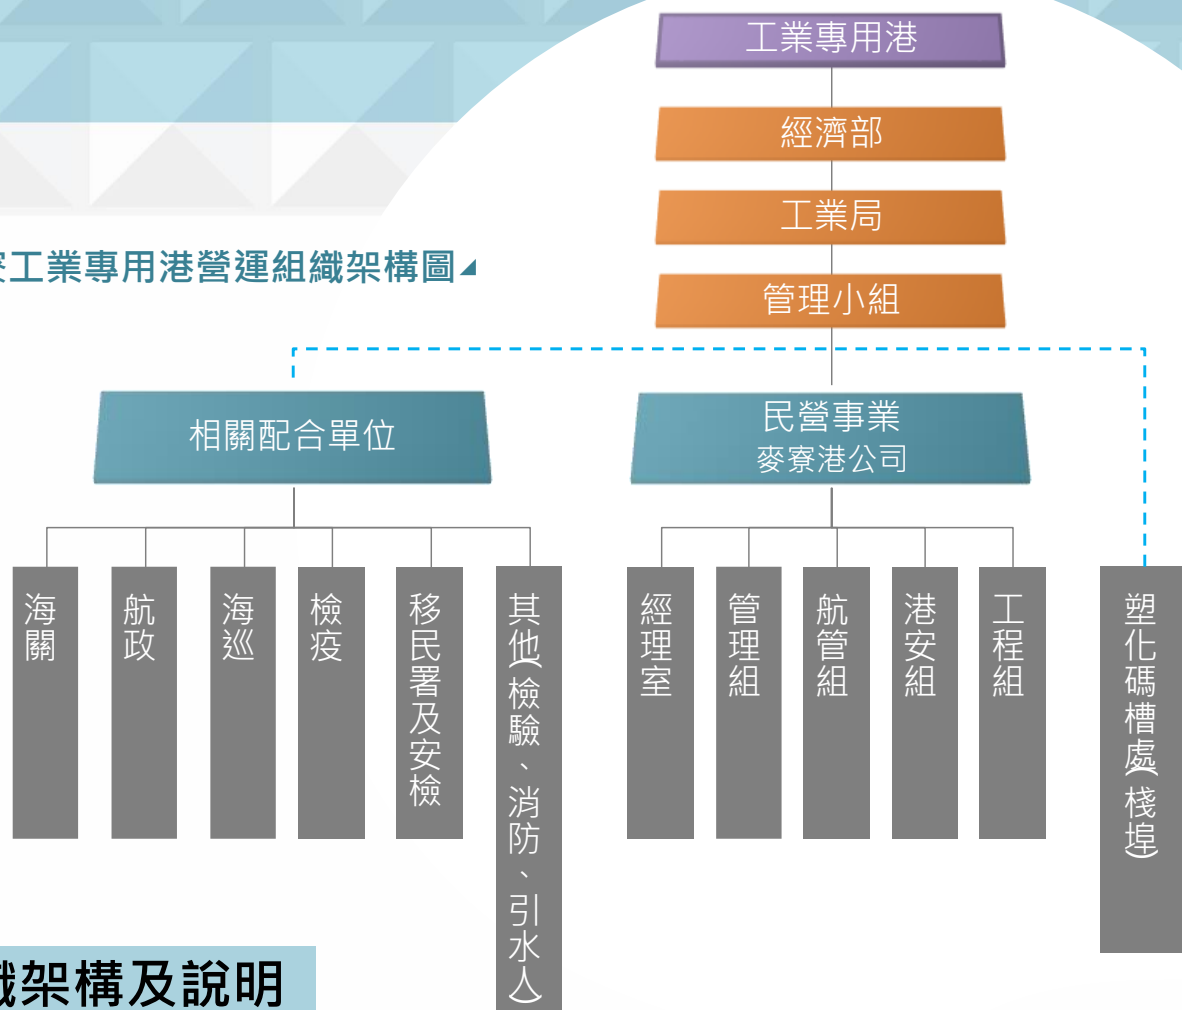 工業專用港
經濟部
工業局
寮工業專用港營運組織架構圖
管理小組
相關配合單位
民營事業
麥寮港公司
海關
航政
海巡
檢疫
移民署及安檢
其他(檢驗、消防、引水人)
經理室
管理組
航管組
港安組
工程組
塑化碼槽處(棧埠)
織架構及說明